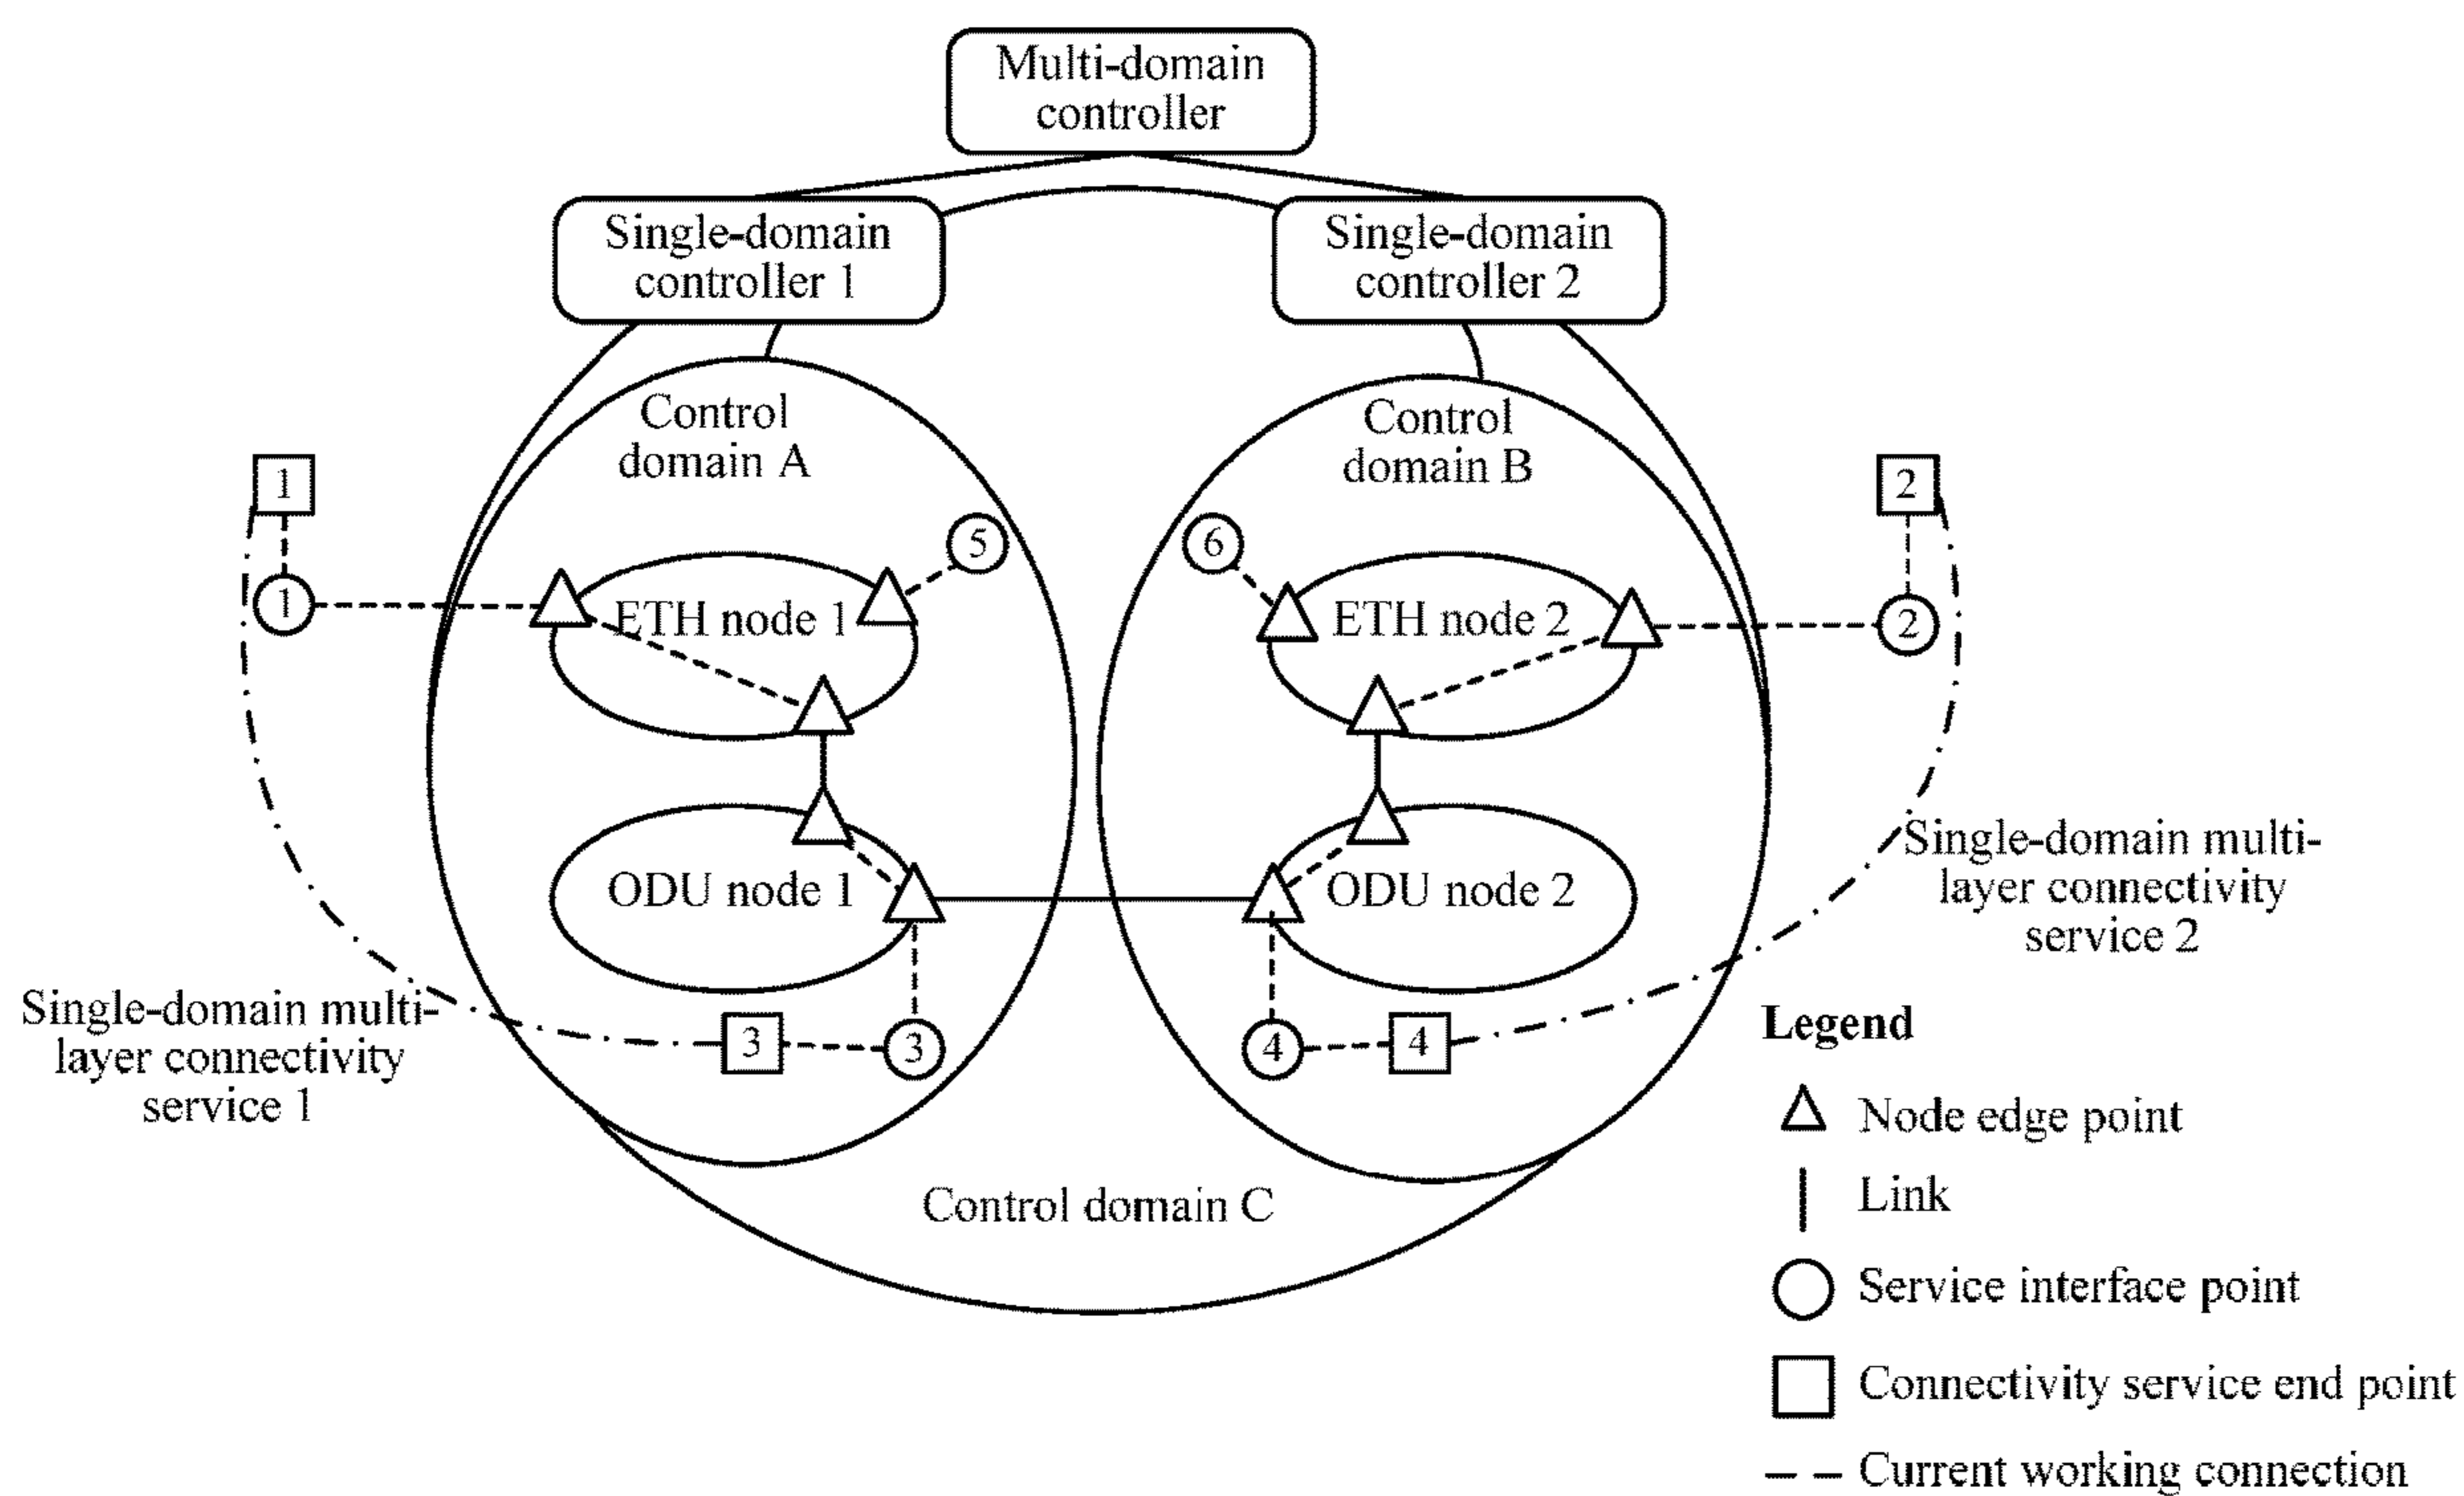 Multi-domain
controller
Single-domain
controller 1
Single-domain
controller 2
Control
domain A
Control
domain B
1
2
5
6
1
ETH node 1
ETH node 2
2
Single-domain multi-
layer connectivity
service 2
ODU node 1
ODU node 2
Single-domain multi-
layer connectivity
service 1
3
3
4
4
Control domain C
Legend
Node edge point
Link
Service interface point
Connectivity service end point
Current working connection